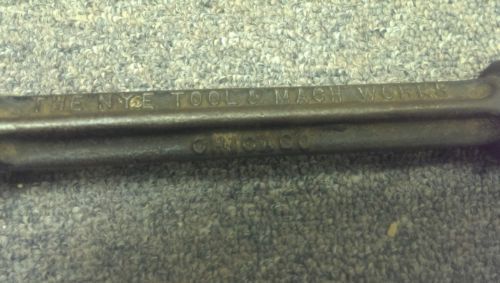 THE NYE TOOL & MACH WORKS
CHICAGO